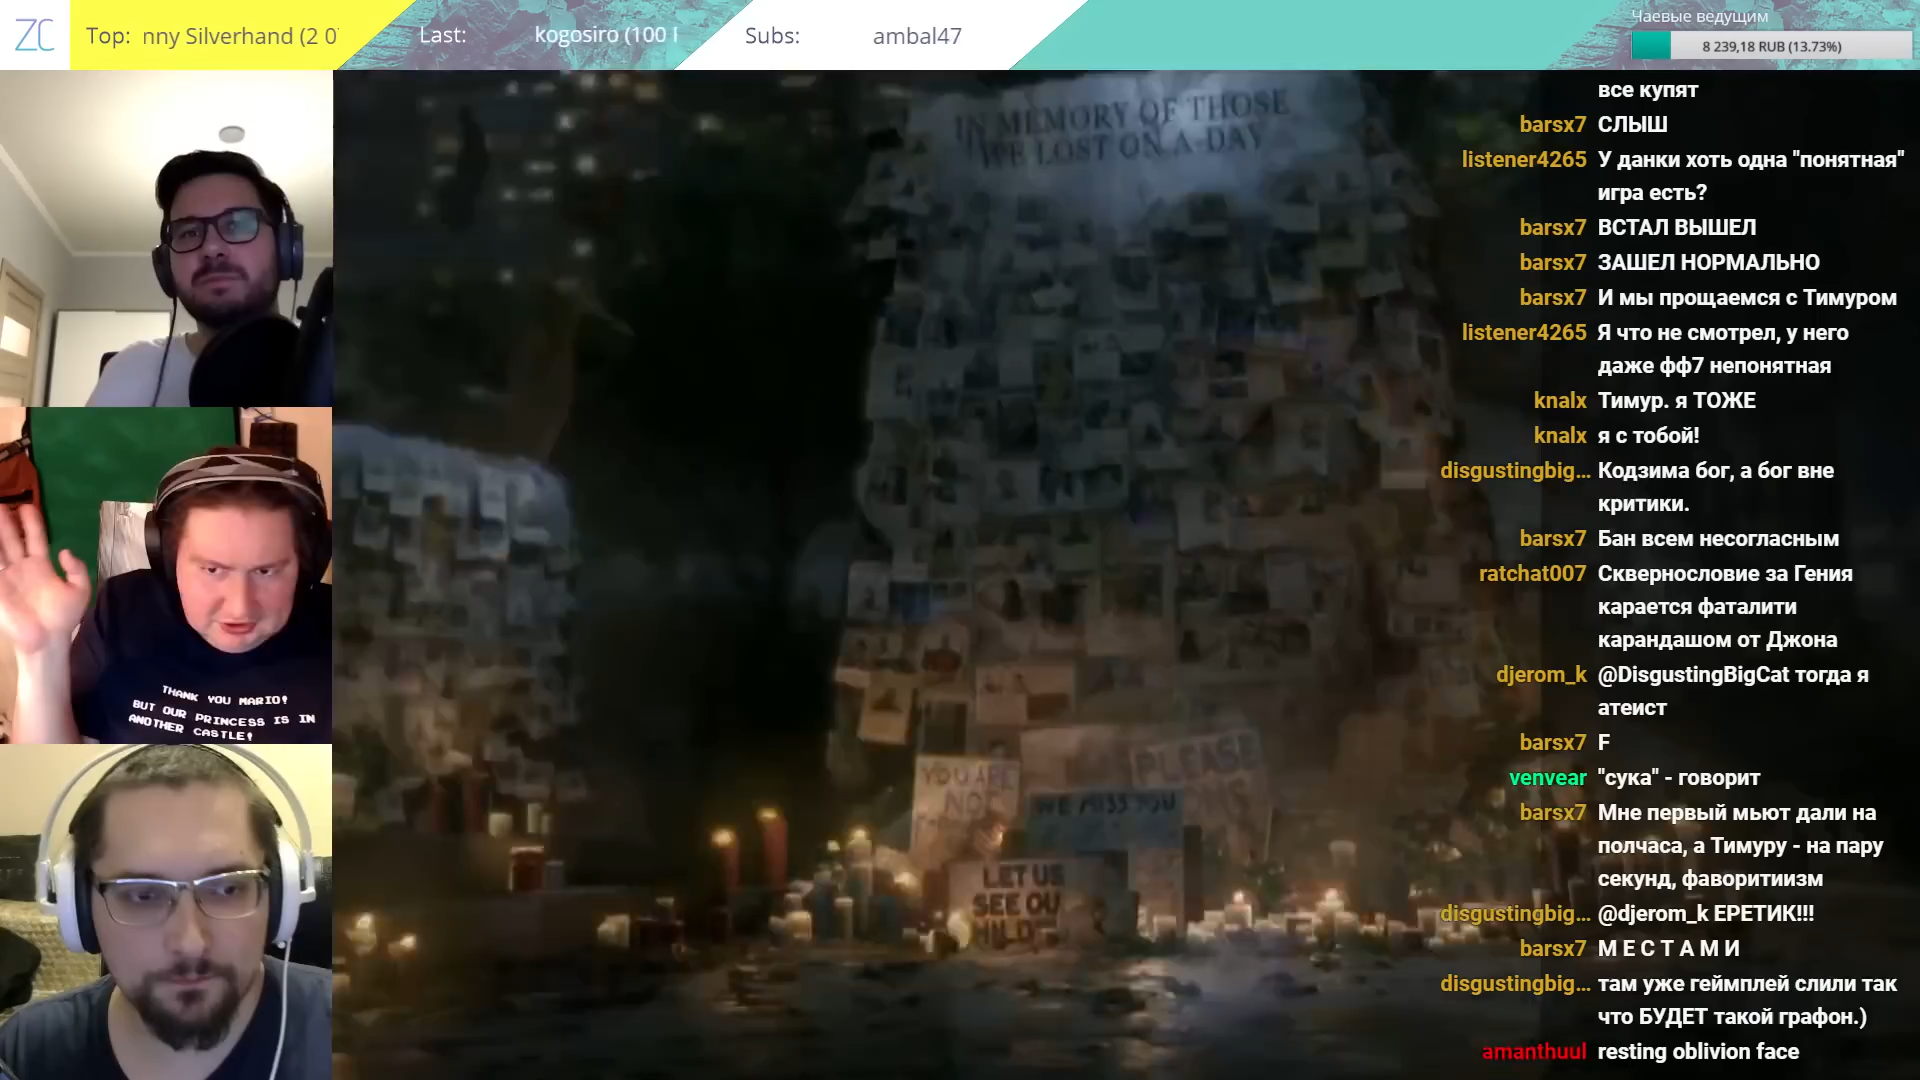 ZC
Top: nny Silverhand (2 0
Last: kogosiro (100
Subs: ambal47
Чаевые ведущим
8 239,18 RUB (13.73%)
IN MEMORY OF THOSE
WE LOST ON A-DAY
YOU ARE
NO
PLEASE
WE MISS YOU
LET US
SEE OU
THANK YOU MARIO!
BUT OUR PRINCESS IS IN
ANOTHER CASTLE!
все купят
barsx7 СЛЫШ
listener4265 У данки хоть одна "понятная"
игра есть?
barsx7 ВСТАЛ ВЫШЕЛ
barsx7 ЗАШЕЛ НОРМАЛЬНО
barsx7 И мы прощаемся с Тимуром
listener4265 Я что не смотрел, у него
даже фф7 непонятная
knalx Тимур. я ТОЖЕ
knalx я с тобой!
disgustingbig... Кодзима бог, а бог вне
критики.
barsx7 Бан всем несогласным
ratchat007 Сквернословие за Гения
карается фаталити
карандашом от Джона
djerom_k @DisgustingBigCat тогда я
атеист
barsx7 F
venvear "сука" - говорит
barsx7 Мне первый мьют дали на
полчаса, а Тимуру - на пару
секунд, фаворитиизм
disgustingbig... @djerom_k ЕРЕТИК!!!
barsx7 М Е С Т А М И
disgustingbig... там уже геймплей слили так
что БУДЕТ такой графон.)
amanthuul resting oblivion face